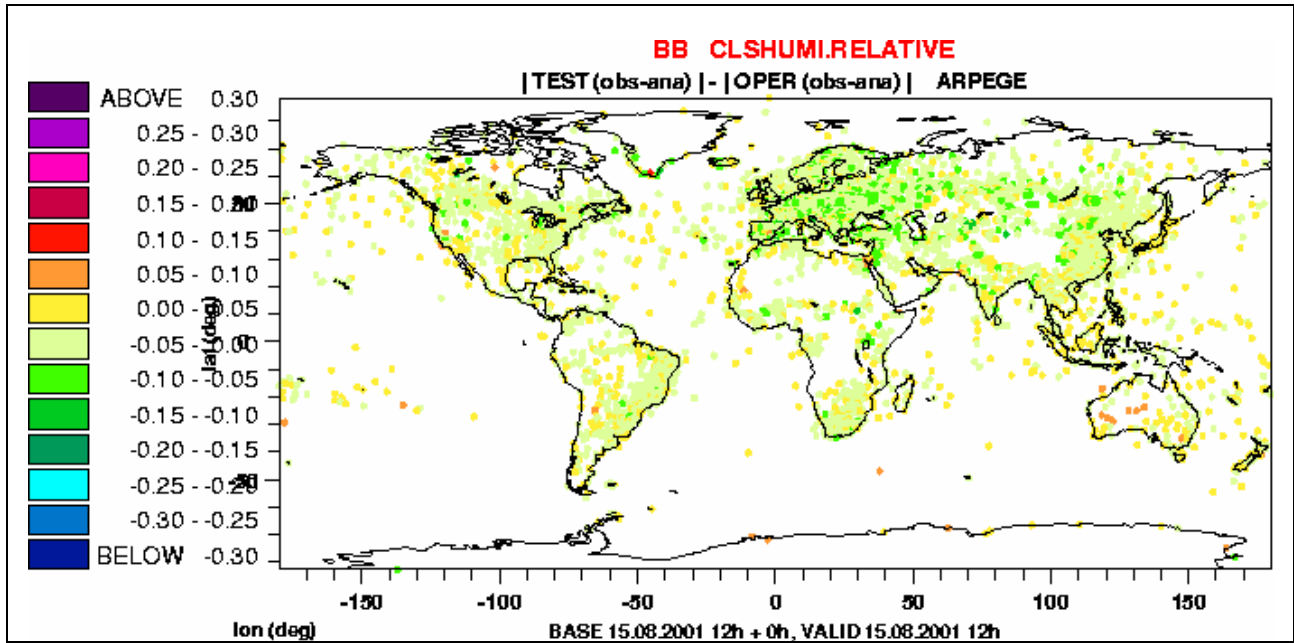 BB CLSHUMI.RELATIVE
|TEST (obs-ana) | - | OPER (obs-ana) | ARPEGE
ABOVE 0.30
0.25 - 0.30
0.20 - 0.25
0.15 -
0.10 - 0.15
0.05 - 0.10
0.00 - 0.05
-0.05 - 0.00
-0.10 - -0.05
-0.15 - -0.10
-0.20 - -0.15
-0.25 -
-0.30 - -0.25
BELOW -0.30
lat (deg)
-150 -100 -50 0 50 100 150
lon (deg)
BASE 15.08.2001 12h + 0h, VALID 15.08.2001 12h